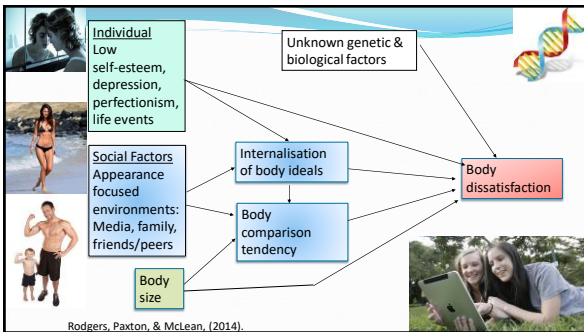 Individual
Low
self-esteem,
depression,
perfectionism,
life events
Unknown genetic &
biological factors
Social Factors
Appearance
focused
environments:
Media, family,
friends/peers
Internalisation
of body ideals
Body
dissatisfaction
Body
comparison
tendency
Body
size
Rodgers, Paxton, & McLean, (2014).